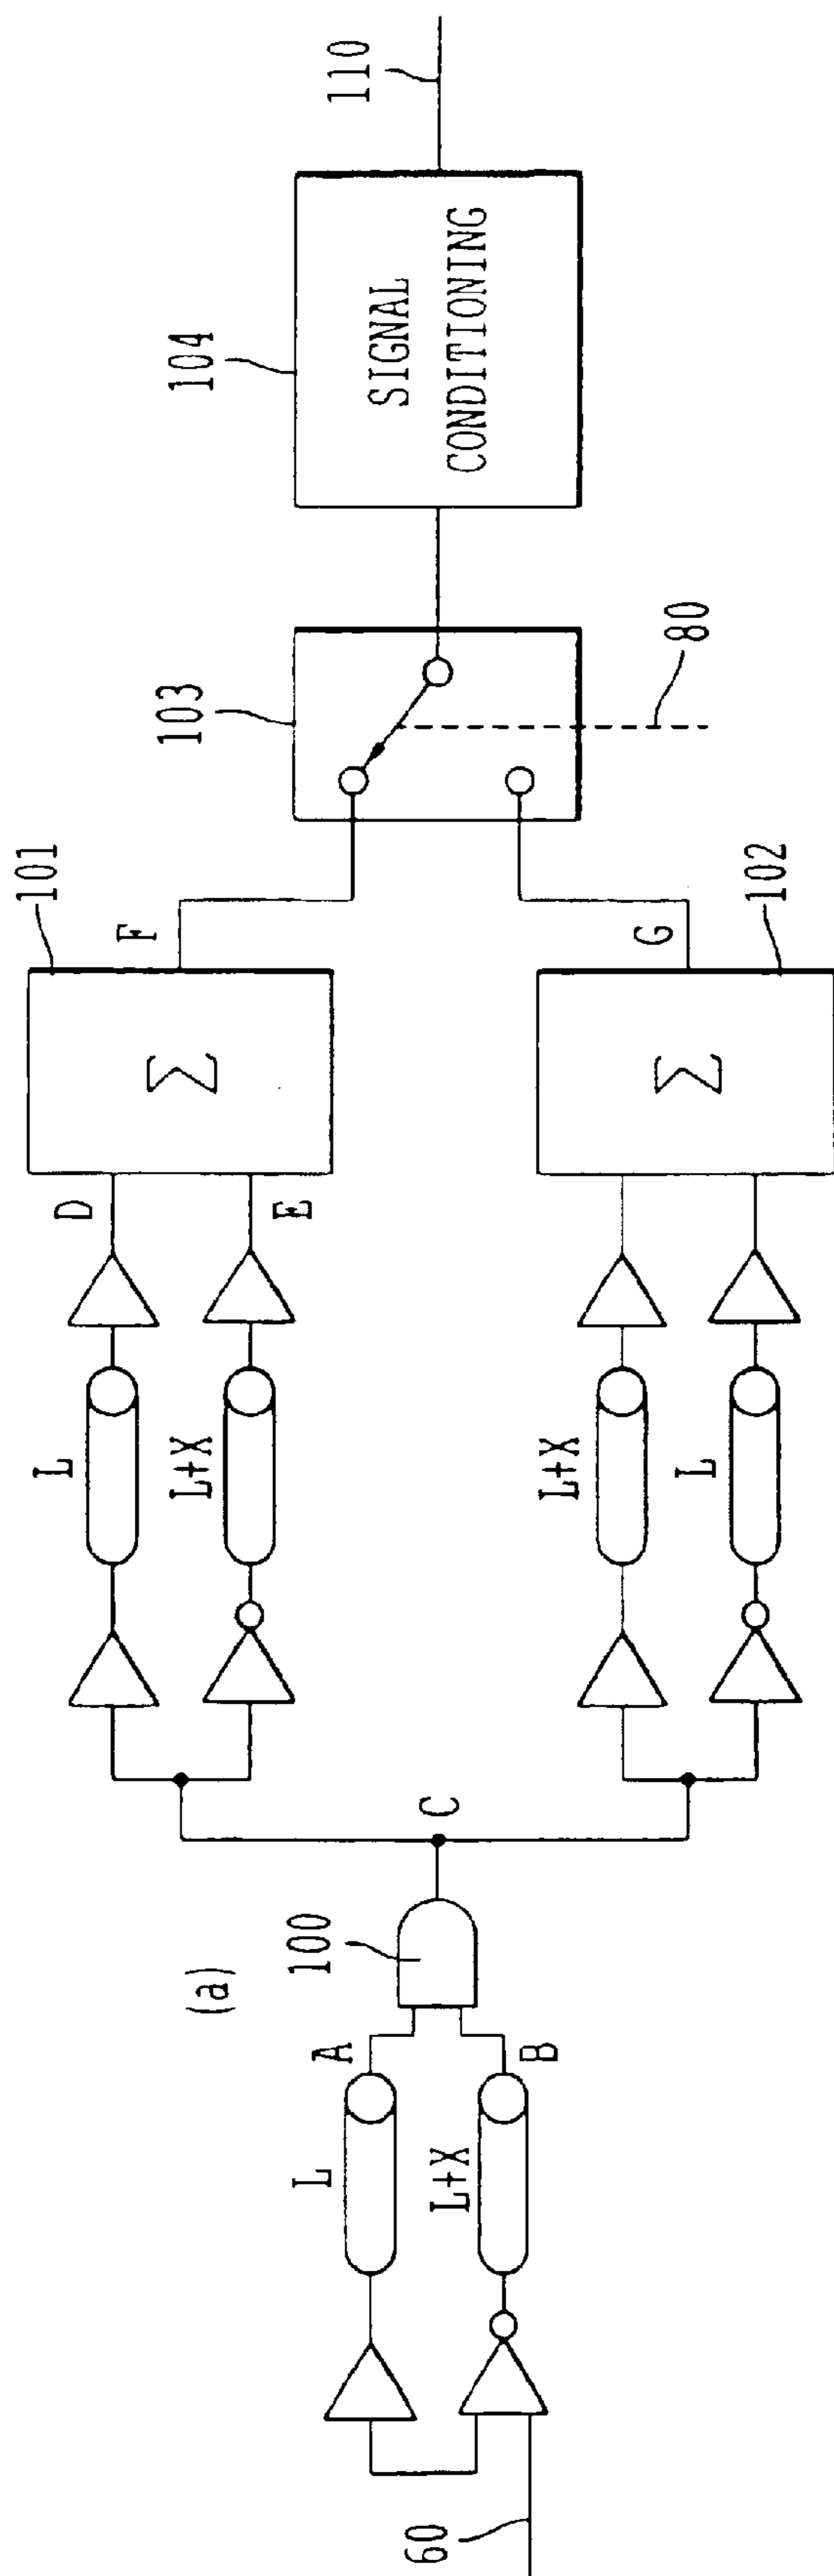 (a)
60
L
A
L+X
B
100
C
L
D
L+X
E
Σ
101
F
L+X
L
Σ
102
G
103
80
104
SIGNAL
CONDITIONING
110